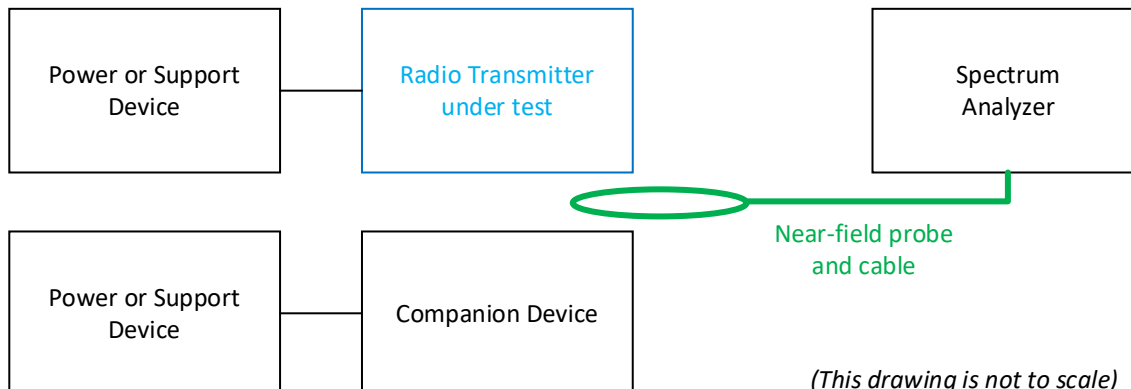 Power or Support
Device
Radio Transmitter
under test
Spectrum
Analyzer
Near-field probe
and cable
Power or Support
Device
Companion Device
(This drawing is not to scale)